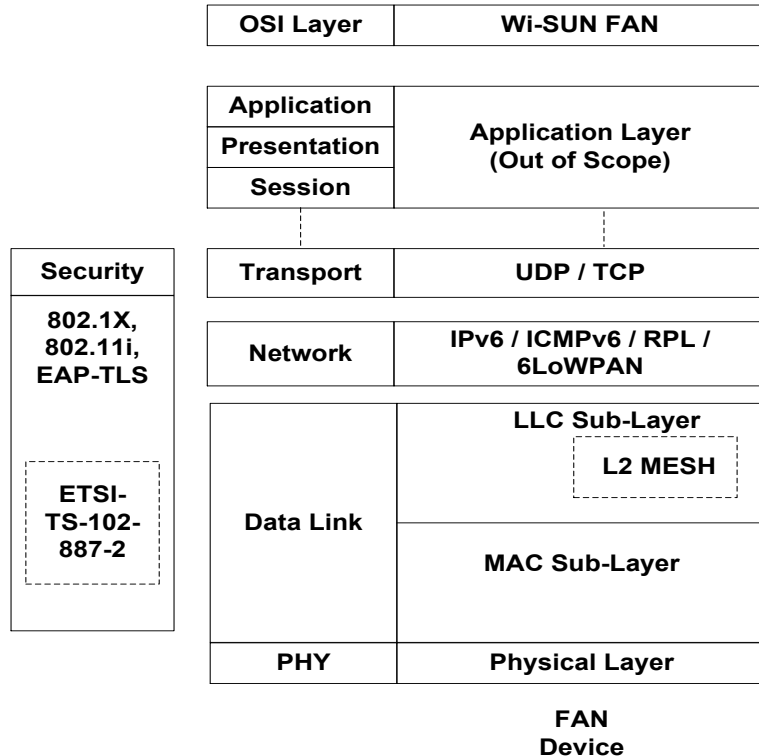 OSI Layer
Wi-SUN FAN
Application
Presentation
Session
Application Layer
(Out of Scope)
Security
802.1X,
802.11i,
EAP-TLS
ETSI-
TS-102-
887-2
Transport
UDP / TCP
Network
IPv6 / ICMPv6 / RPL /
6LoWPAN
Data Link
LLC Sub-Layer
L2 MESH
MAC Sub-Layer
PHY
Physical Layer
FAN
Device